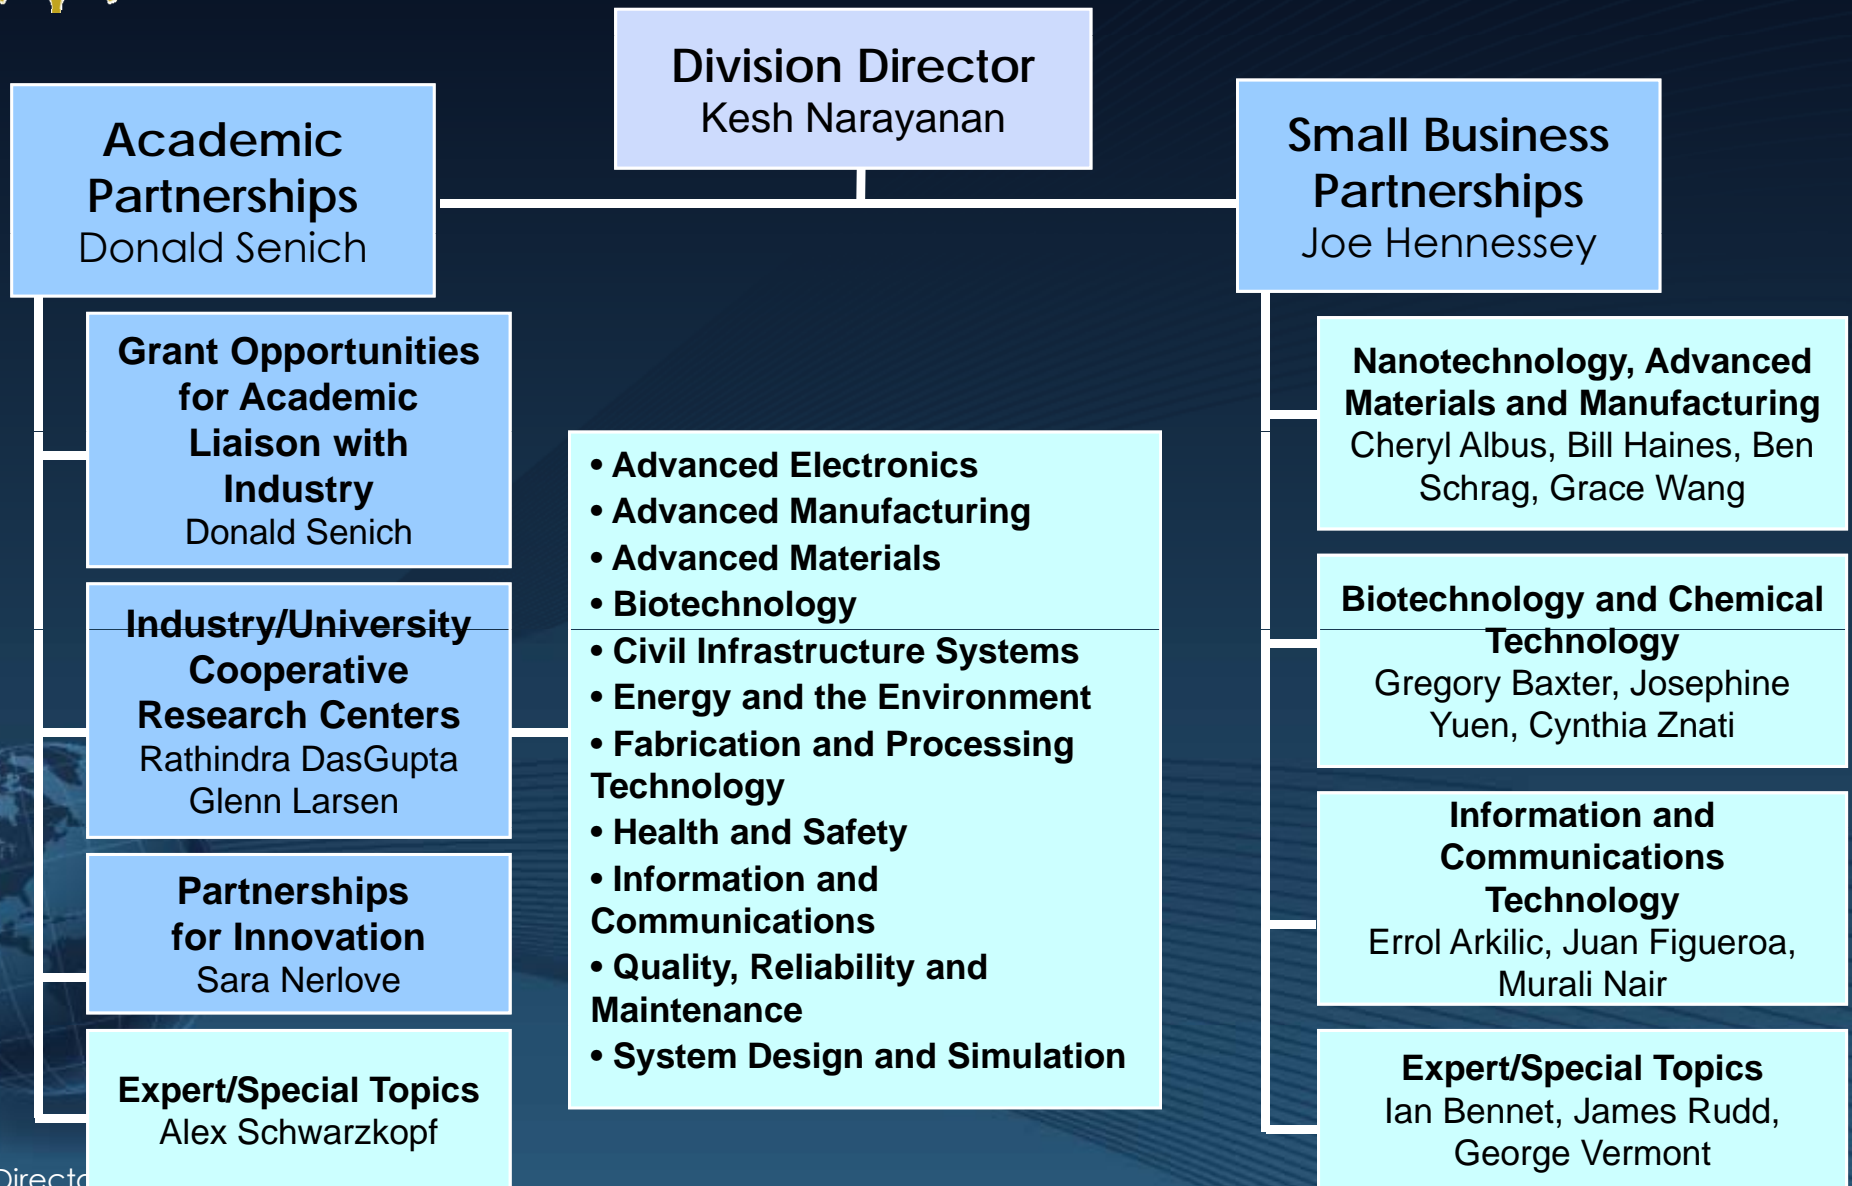 Division Director
Kesh Narayanan
Academic
Partnerships
Donald Senich
Small Business
Partnerships
Joe Hennessey
Grant Opportunities
for Academic
Liaison with
Industry
Donald Senich
Industry/University
Cooperative
Research Centers
Rathindra DasGupta
Glenn Larsen
Partnerships
for Innovation
Sara Nerlove
Expert/Special Topics
Alex Schwarzkopf
• Advanced Electronics
• Advanced Manufacturing
• Advanced Materials
• Biotechnology
• Civil Infrastructure Systems
• Energy and the Environment
• Fabrication and Processing
Technology
• Health and Safety
• Information and
Communications
• Quality, Reliability and
Maintenance
• System Design and Simulation
Nanotechnology, Advanced
Materials and Manufacturing
Cheryl Albus, Bill Haines, Ben
Schrag, Grace Wang
Biotechnology and Chemical
Technology
Gregory Baxter, Josephine
Yuen, Cynthia Znati
Information and
Communications
Technology
Errol Arkilic, Juan Figueroa,
Murali Nair
Expert/Special Topics
Ian Bennet, James Rudd,
George Vermont